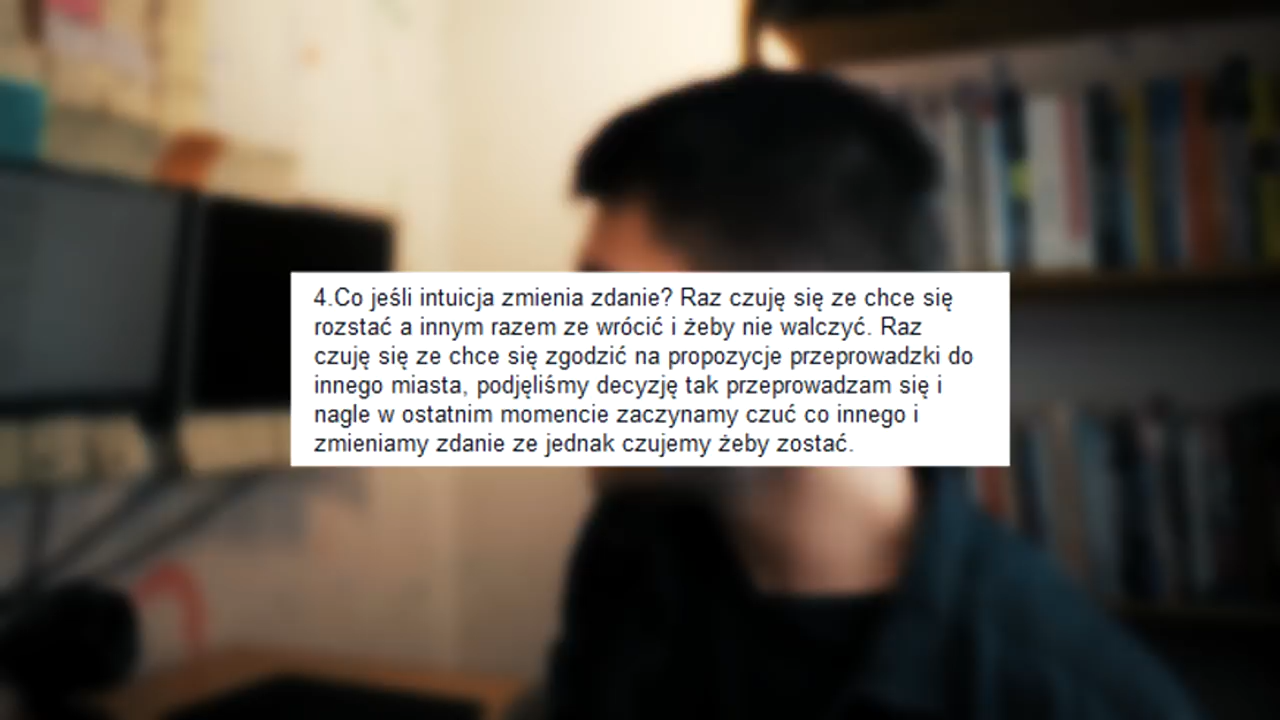 4.Co jeśli intuicja zmienia zdanie? Raz czuję się ze chce się
rozstać a innym razem ze wrócić i żeby nie walczyć. Raz
czuję się ze chce się zgodzić na propozycje przeprowadzki do
innego miasta, podjęliśmy decyzję tak przeprowadzam się i
nagle w ostatnim momencie zaczynamy czuć co innego i
zmieniamy zdanie ze jednak czujemy żeby zostać.